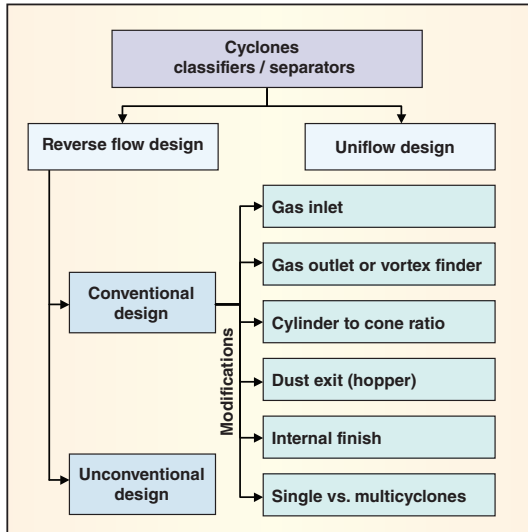 Cyclones
classifiers / separators
Reverse flow design
Uniflow design
Gas inlet
Gas outlet or vortex finder
Conventional
design
Cylinder to cone ratio
Modifications
Dust exit (hopper)
Internal finish
Unconventional
design
Single vs. multicyclones